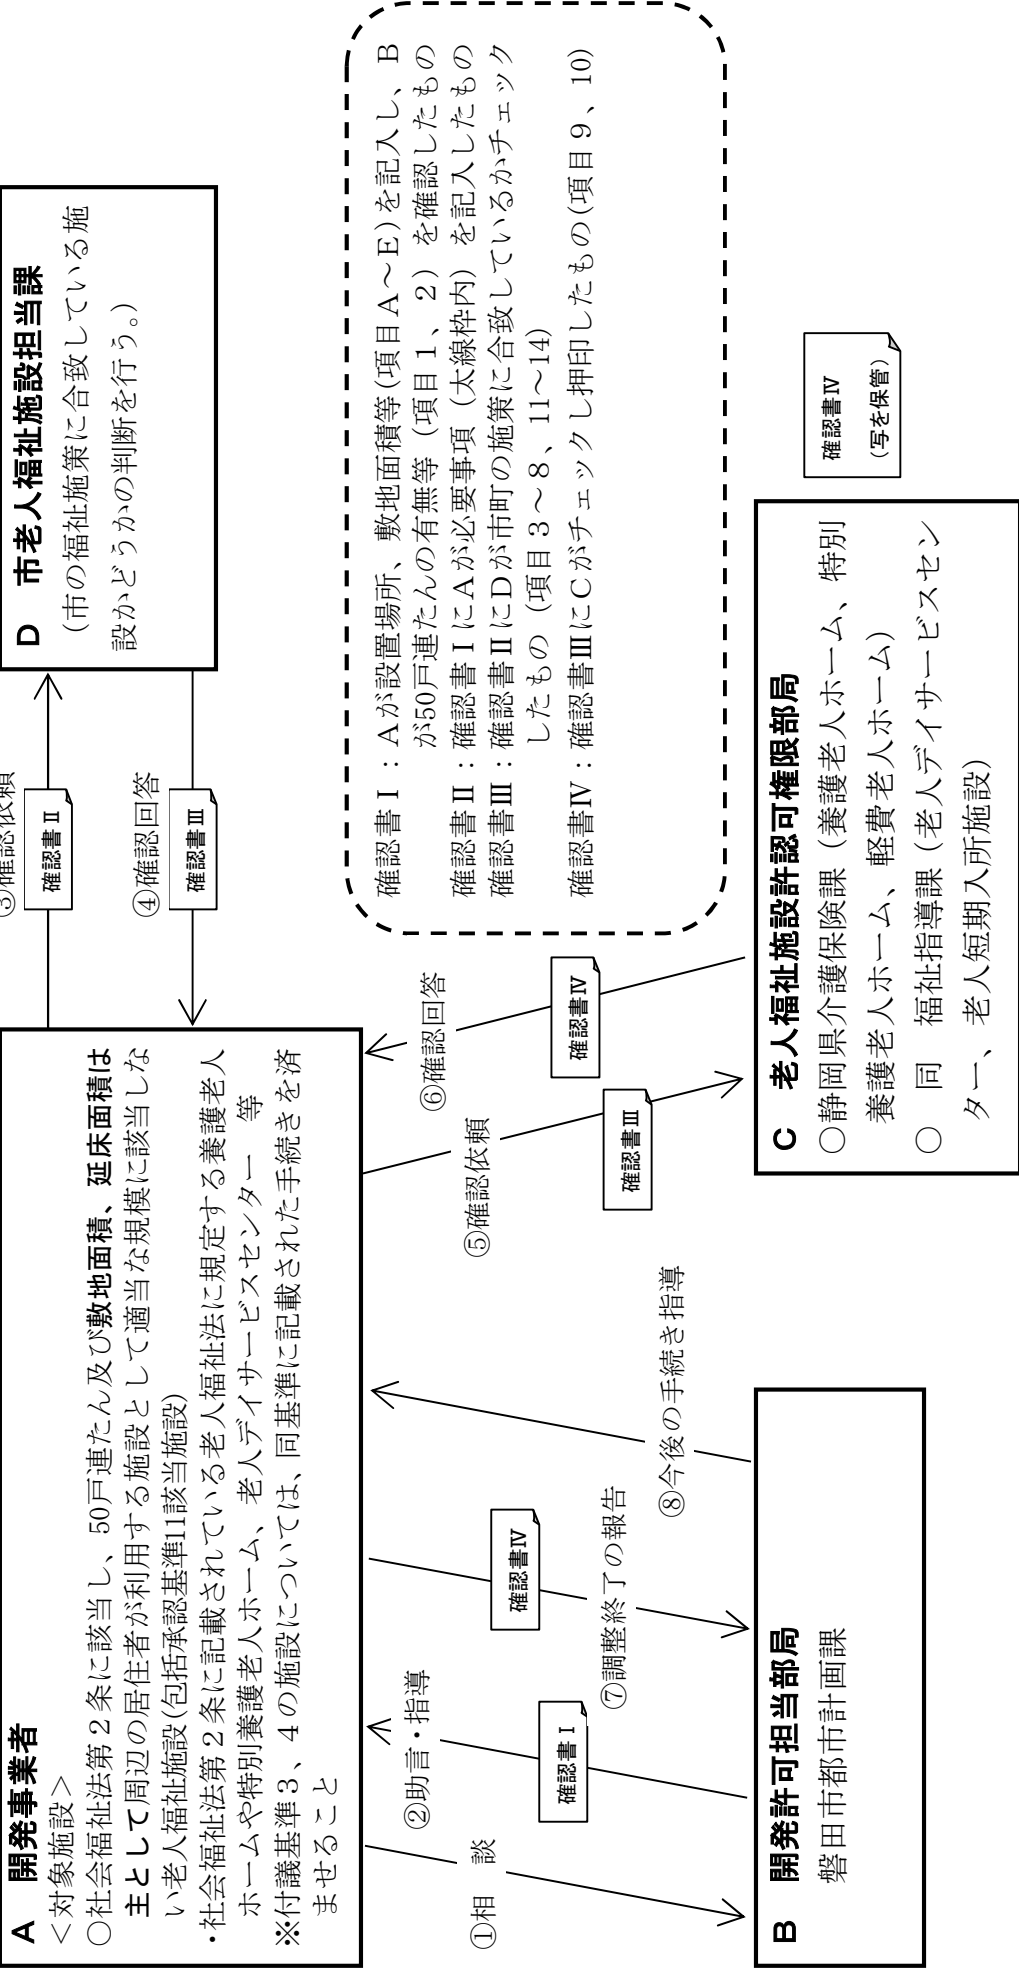 A　開発事業者
＜対象施設＞
○社会福祉法第２条に該当し、50戸連たん及び敷地面積、延床面積は
主として周辺の居住者が利用する施設として適当な規模に該当しな
い老人福祉施設(包括承認基準11該当施設)
・社会福祉法第２条に記載されている老人福祉法に規定する養護老人
ホームや特別養護老人ホーム、老人デイサービスセンター　等
※付議基準３、４の施設については、同基準に記載された手続きを済
ませること
③確認依頼
確認書Ⅱ
④確認回答
確認書Ⅲ
D　市老人福祉施設担当課
（市の福祉施策に合致している施
設かどうかの判断を行う。）
①相　談
②助言・指導
確認書Ⅰ
⑦調整終了の報告
確認書Ⅳ
⑧今後の手続き指導
⑤確認依頼
確認書Ⅲ
⑥確認回答
確認書Ⅳ
確認書Ⅰ：Ａが設置場所、敷地面積等(項目Ａ～Ｅ)を記入し、Ｂ
が50戸連たんの有無等（項目１、２）を確認したもの
確認書Ⅱ：確認書ⅠにＡが必要事項（太線枠内）を記入したもの
確認書Ⅲ：確認書ⅡにＤが市町の施策に合致しているかチェック
したもの（項目３～８、11～14）
確認書Ⅳ：確認書ⅢにＣがチェックし押印したもの(項目９、10)
B　開発許可担当部局
磐田市都市計画課
C　老人福祉施設許認可権限部局
○静岡県介護保険課（養護老人ホーム、特別
養護老人ホーム、軽費老人ホーム）
○　同　福祉指導課（老人デイサービスセン
ター、老人短期入所施設）
確認書Ⅳ
（写を保管）